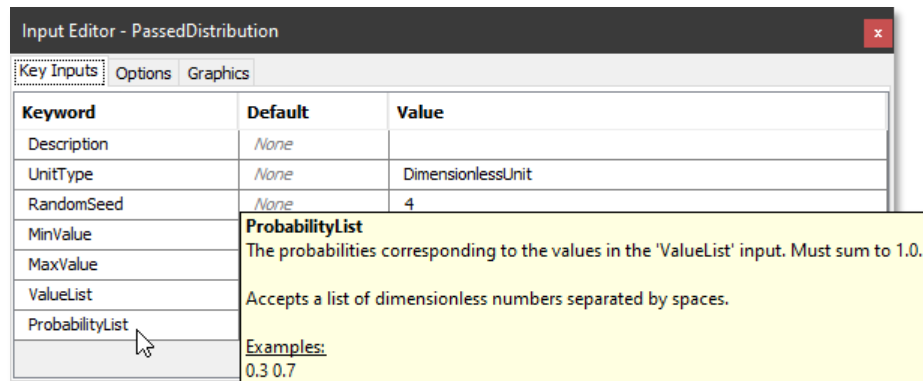 Input Editor - PassedDistribution x
Key Inputs Options Graphics
Keyword Default Value
Description None
UnitType None DimensionlessUnit
RandomSeed None 4
MinValue
MaxValue
ValueList
ProbabilityList
ProbabilityList
The probabilities corresponding to the values in the 'ValueList' input. Must sum to 1.0.
Accepts a list of dimensionless numbers separated by spaces.
Examples:
0.3 0.7